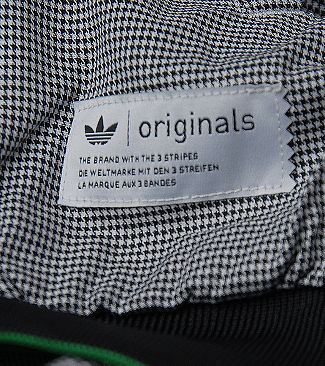 originals
THE BRAND WITH THE 3 STRIPES
DIE WELTMARKE MIT DEN 3 STREIFEN
LA MARQUE AUX 3 BANDES